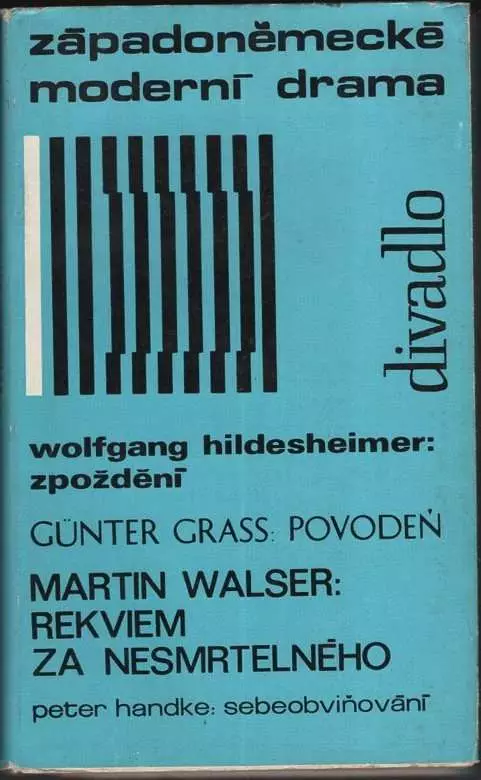 západoněmecké
moderní drama
divadlo
wolfgang hildesheimer:
zpoždění
GÜNTER GRASS: POVODEŇ
MARTIN WALSER:
REKVIEM
ZA NESMRTELNÉHO
peter handke: sebeobviňování